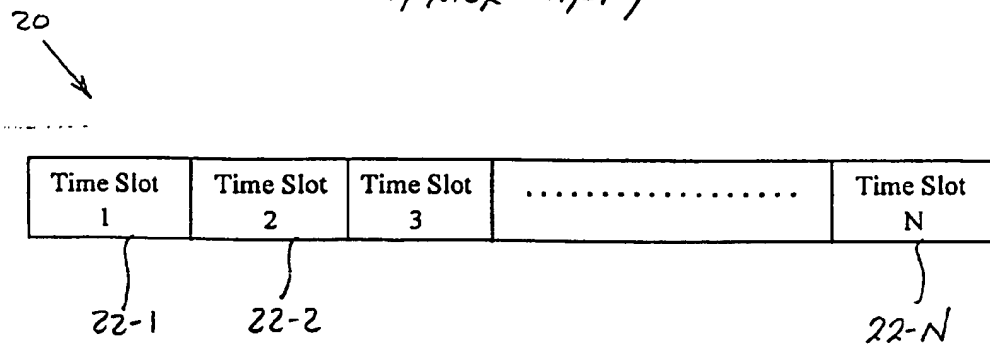 20
Time Slot 1
Time Slot 2
Time Slot 3
..................
Time Slot N
22-1
22-2
22-N